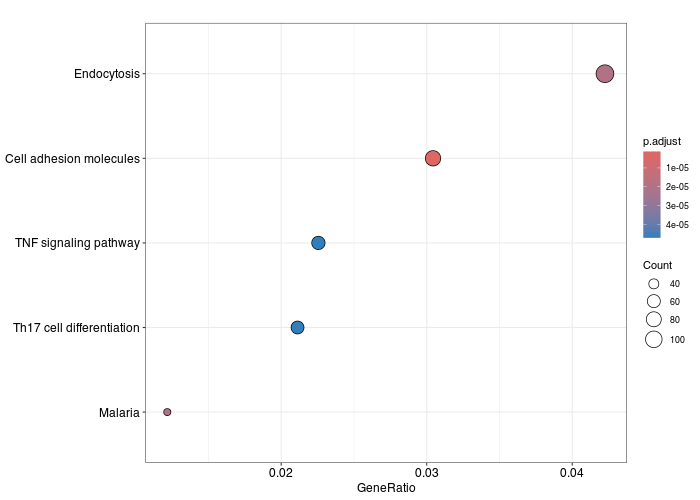 Endocytosis
Cell adhesion molecules
TNF signaling pathway
Th17 cell differentiation
Malaria
0.02
0.03
0.04
GeneRatio
p.adjust
1e-05
2e-05
3e-05
4e-05
Count
40
60
80
100